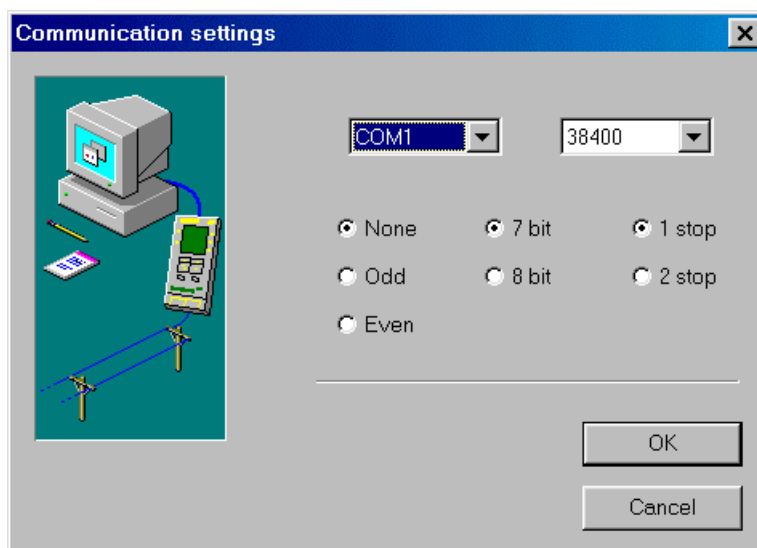 Communication settings
COM1 38400
None 7 bit 1 stop
Odd 8 bit 2 stop
Even
OK
Cancel